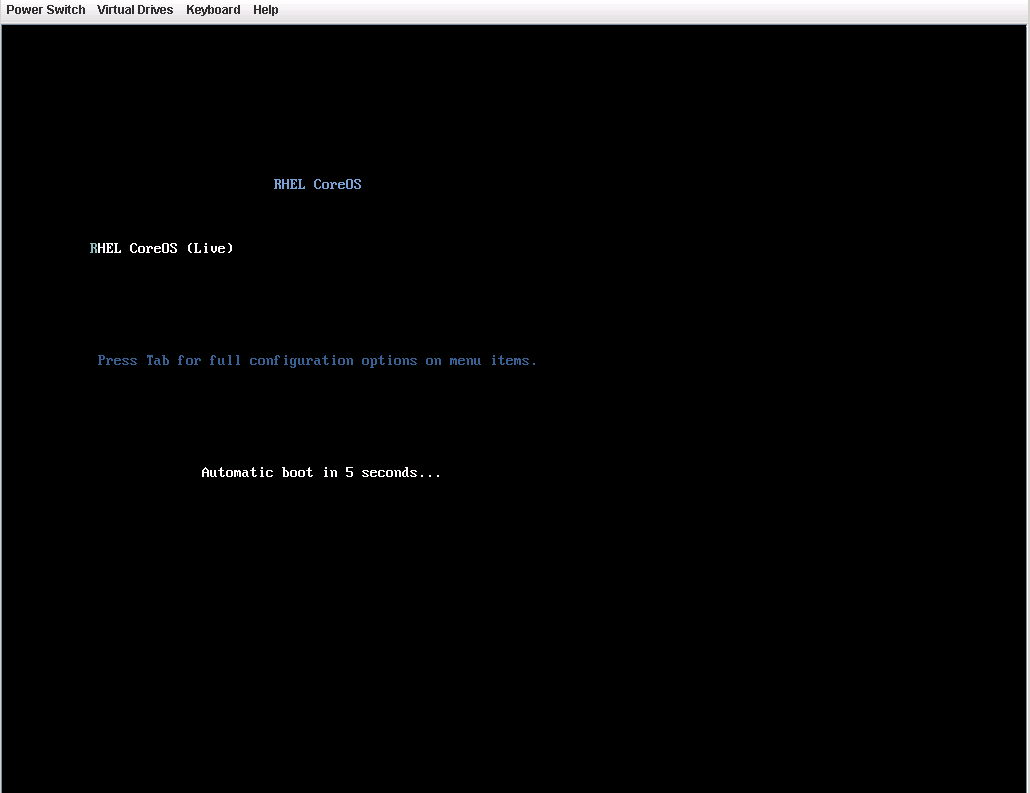 Power Switch Virtual Drives Keyboard Help
RHEL CoreOS
RHEL CoreOS (Live)
Press Tab for full configuration options on menu items.
Automatic boot in 5 seconds...